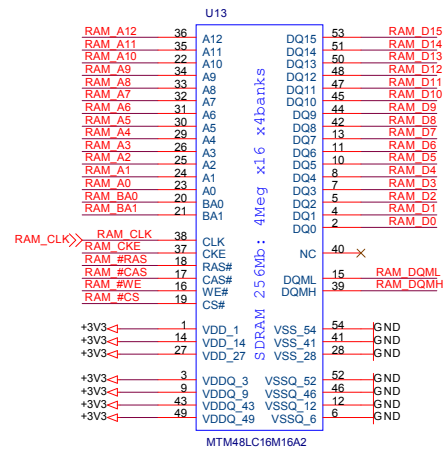 U13
RAM_A12 36 A12 DQ15 53 RAM_D15
RAM_A11 35 A11 DQ14 51 RAM_D14
RAM_A10 22 A10 DQ13 50 RAM_D13
RAM_A9 34 A9 DQ12 48 RAM_D12
RAM_A8 33 A8 DQ11 47 RAM_D11
RAM_A7 32 A7 DQ10 45 RAM_D10
RAM_A6 31 A6 DQ9 44 RAM_D9
RAM_A5 30 A5 DQ8 42 RAM_D8
RAM_A4 29 A4 DQ7 13 RAM_D7
RAM_A3 26 A3 DQ6 11 RAM_D6
RAM_A2 25 A2 DQ5 10 RAM_D5
RAM_A1 24 A1 DQ4 8 RAM_D4
RAM_A0 23 A0 DQ3 7 RAM_D3
RAM_BA0 20 BA0 DQ2 5 RAM_D2
RAM_BA1 21 BA1 DQ1 4 RAM_D1
DQ0 2 RAM_D0
RAM_CLK RAM_CLK 38 CLK
RAM_CKE 37 CKE NC 40
RAM_#RAS 18 RAS#
RAM_#CAS 17 CAS# DQML 15 RAM_DQML
RAM_#WE 16 WE# DQMH 39 RAM_DQMH
RAM_#CS 19 CS#
SDRAM 256Mb: 4Meg x16 x4banks
+3V3 1 VDD_1 VSS_54 54 GND
+3V3 14 VDD_14 VSS_41 41 GND
+3V3 27 VDD_27 VSS_28 28 GND
+3V3 3 VDDQ_3 VSSQ_52 52 GND
+3V3 9 VDDQ_9 VSSQ_46 46 GND
+3V3 43 VDDQ_43 VSSQ_12 12 GND
+3V3 49 VDDQ_49 VSSQ_6 6 GND
MTM48LC16M16A2